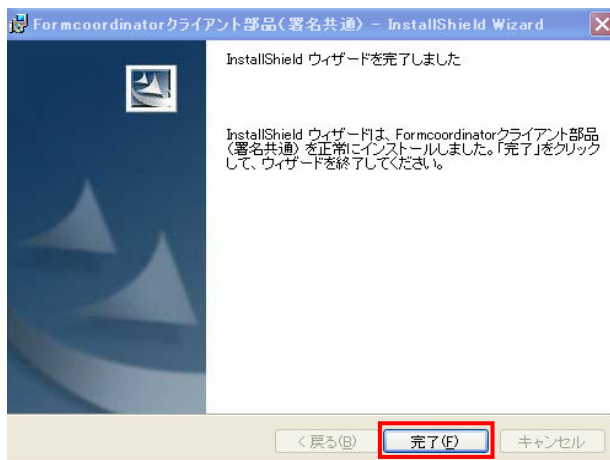 Formcoordinatorクライアント部品（署名共通） - InstallShield Wizard
InstallShield ウィザードを完了しました
InstallShield ウィザードは、Formcoordinatorクライアント部品
（署名共通）を正常にインストールしました。「完了」をクリック
して、ウィザードを終了してください。
< 戻る(B)
完了(F)
キャンセル